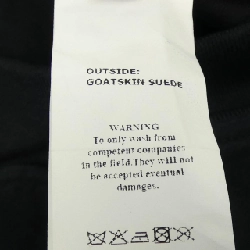 OUTSIDE:
GOATSKIN SUEDE
WARNING
To only wash from
competent companies
in the field. They will not
be accepted eventual
damages.